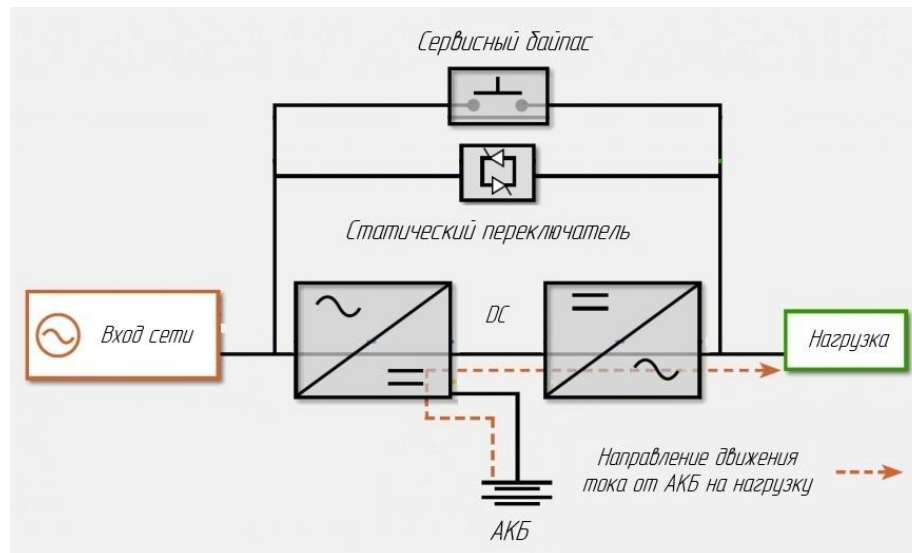 Сервисный байпас
Статический переключатель
Вход сети
DC
Нагрузка
Направление движения
тока от АКБ на нагрузку
АКБ